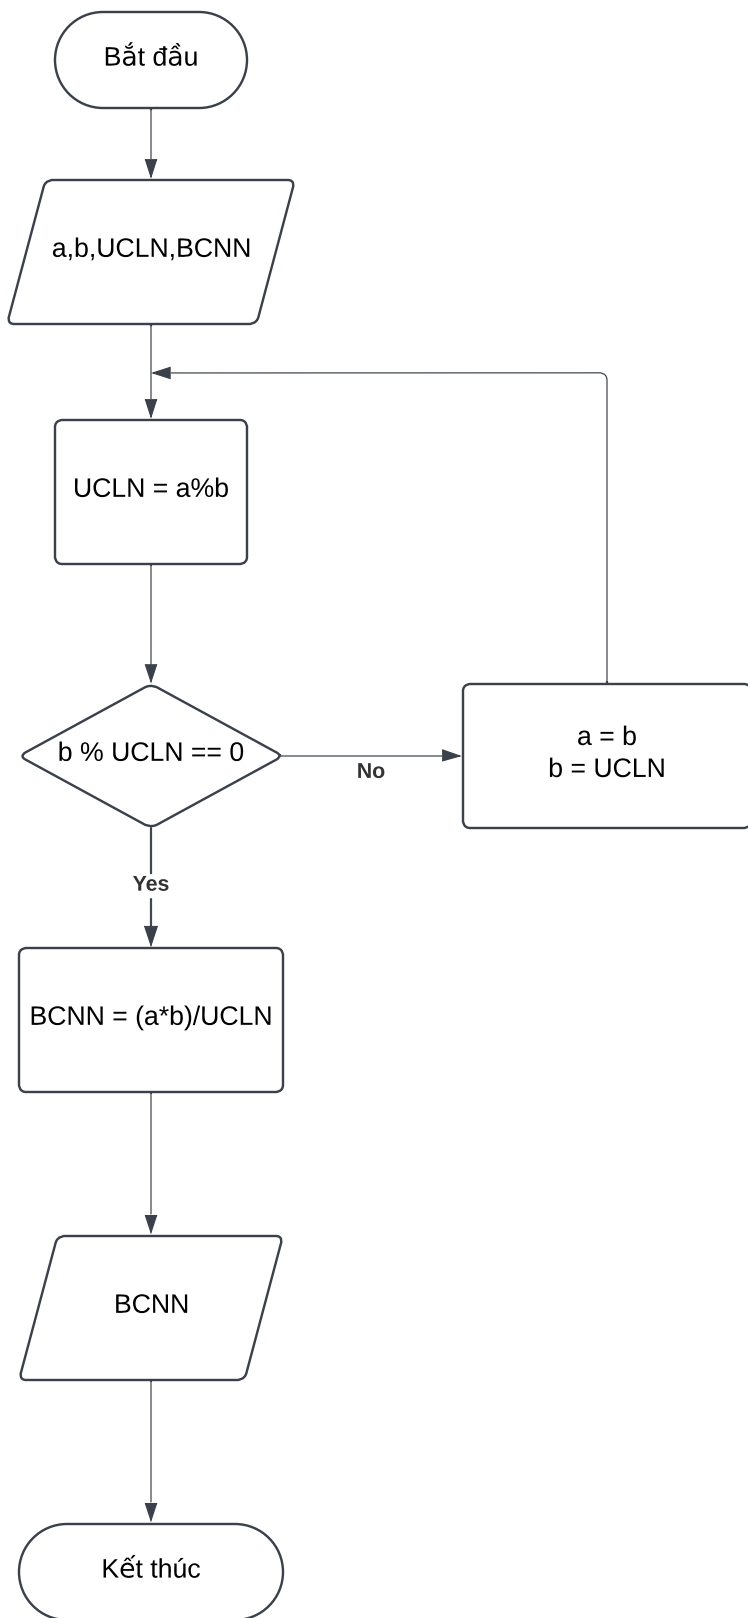 Bắt đầu
a,b,UCLN,BCNN
UCLN = a%b
b % UCLN == 0
No
a = b
b = UCLN
Yes
BCNN = (a*b)/UCLN
BCNN
Kết thúc